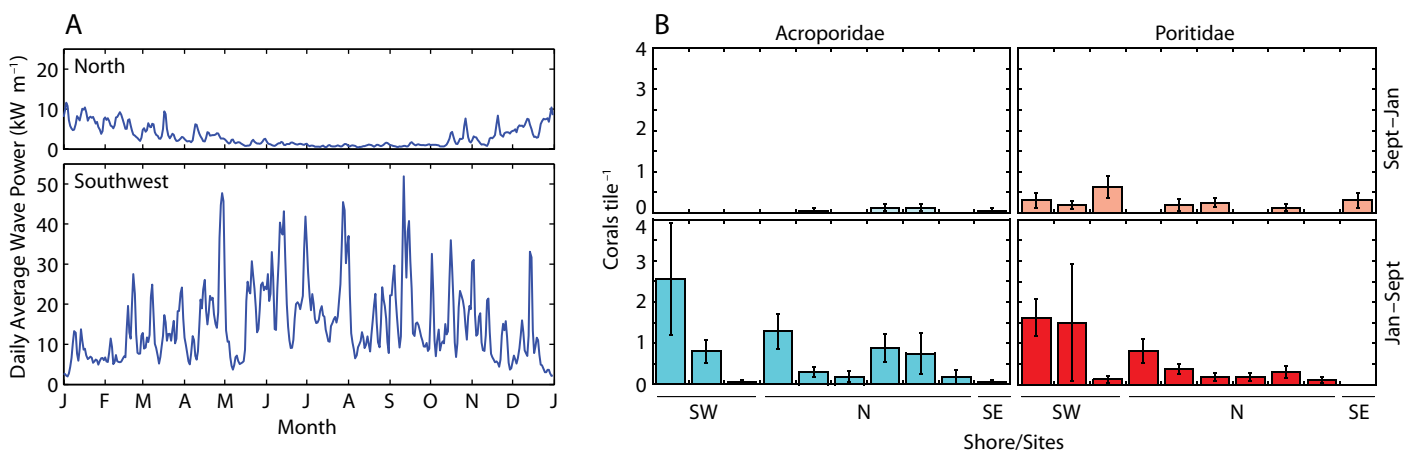 A
North
20
10
0
Southwest
50
40
30
20
10
0
J F M A M J J A S O N D J
Month
Daily Average Wave Power (kW m⁻¹)
B
Acroporidae Poritidae
4
3
2
1
0
4
3
2
1
0
Corals tile⁻¹
Sept–Jan
Jan–Sept
SW N SE SW N SE
Shore/Sites